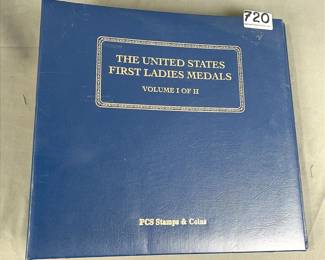 720
THE UNITED STATES
FIRST LADIES MEDALS
VOLUME I OF II
PCS Stamps & Coins